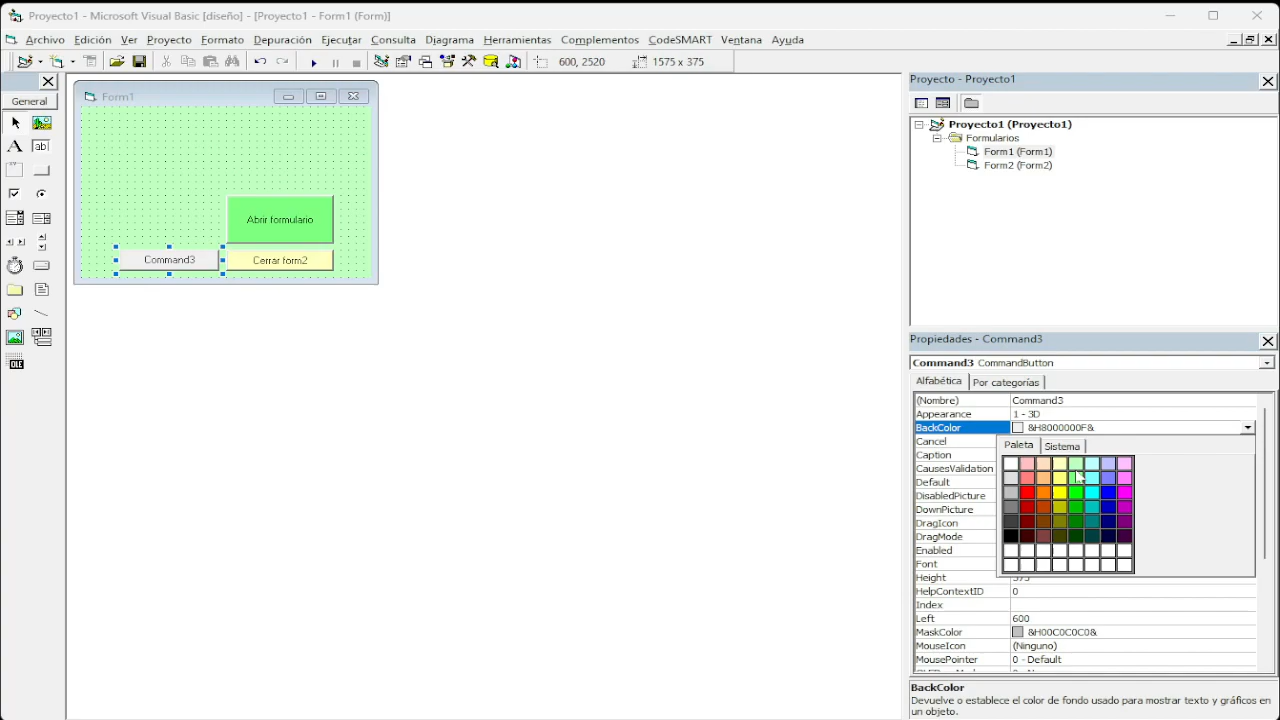 Proyecto1 - Microsoft Visual Basic [diseño] - [Proyecto1 - Form1 (Form)]
Archivo Edición Ver Proyecto Formato Depuración Ejecutar Consulta Diagrama Herramientas Complementos CodeSMART Ventana Ayuda
600, 2520 1575 x 375
General
Form1
Abrir formulario
Command3
Cerrar form2
Proyecto - Proyecto1
Proyecto1 (Proyecto1)
Formularios
Form1 (Form1)
Form2 (Form2)
Propiedades - Command3
Command3 CommandButton
Alfabética Por categorías
(Nombre) Command3
Appearance 1 - 3D
BackColor &H8000000F&
Cancel
Paleta Sistema
Caption
CausesValidation
Default
DisabledPicture
DownPicture
DragIcon
DragMode
Enabled
Font
Height 375
HelpContextID 0
Index
Left 600
MaskColor &H00C0C0C0&
MouseIcon (Ninguno)
MousePointer 0 - Default
BackColor
Devuelve o establece el color de fondo usado para mostrar texto y gráficos en
un objeto.